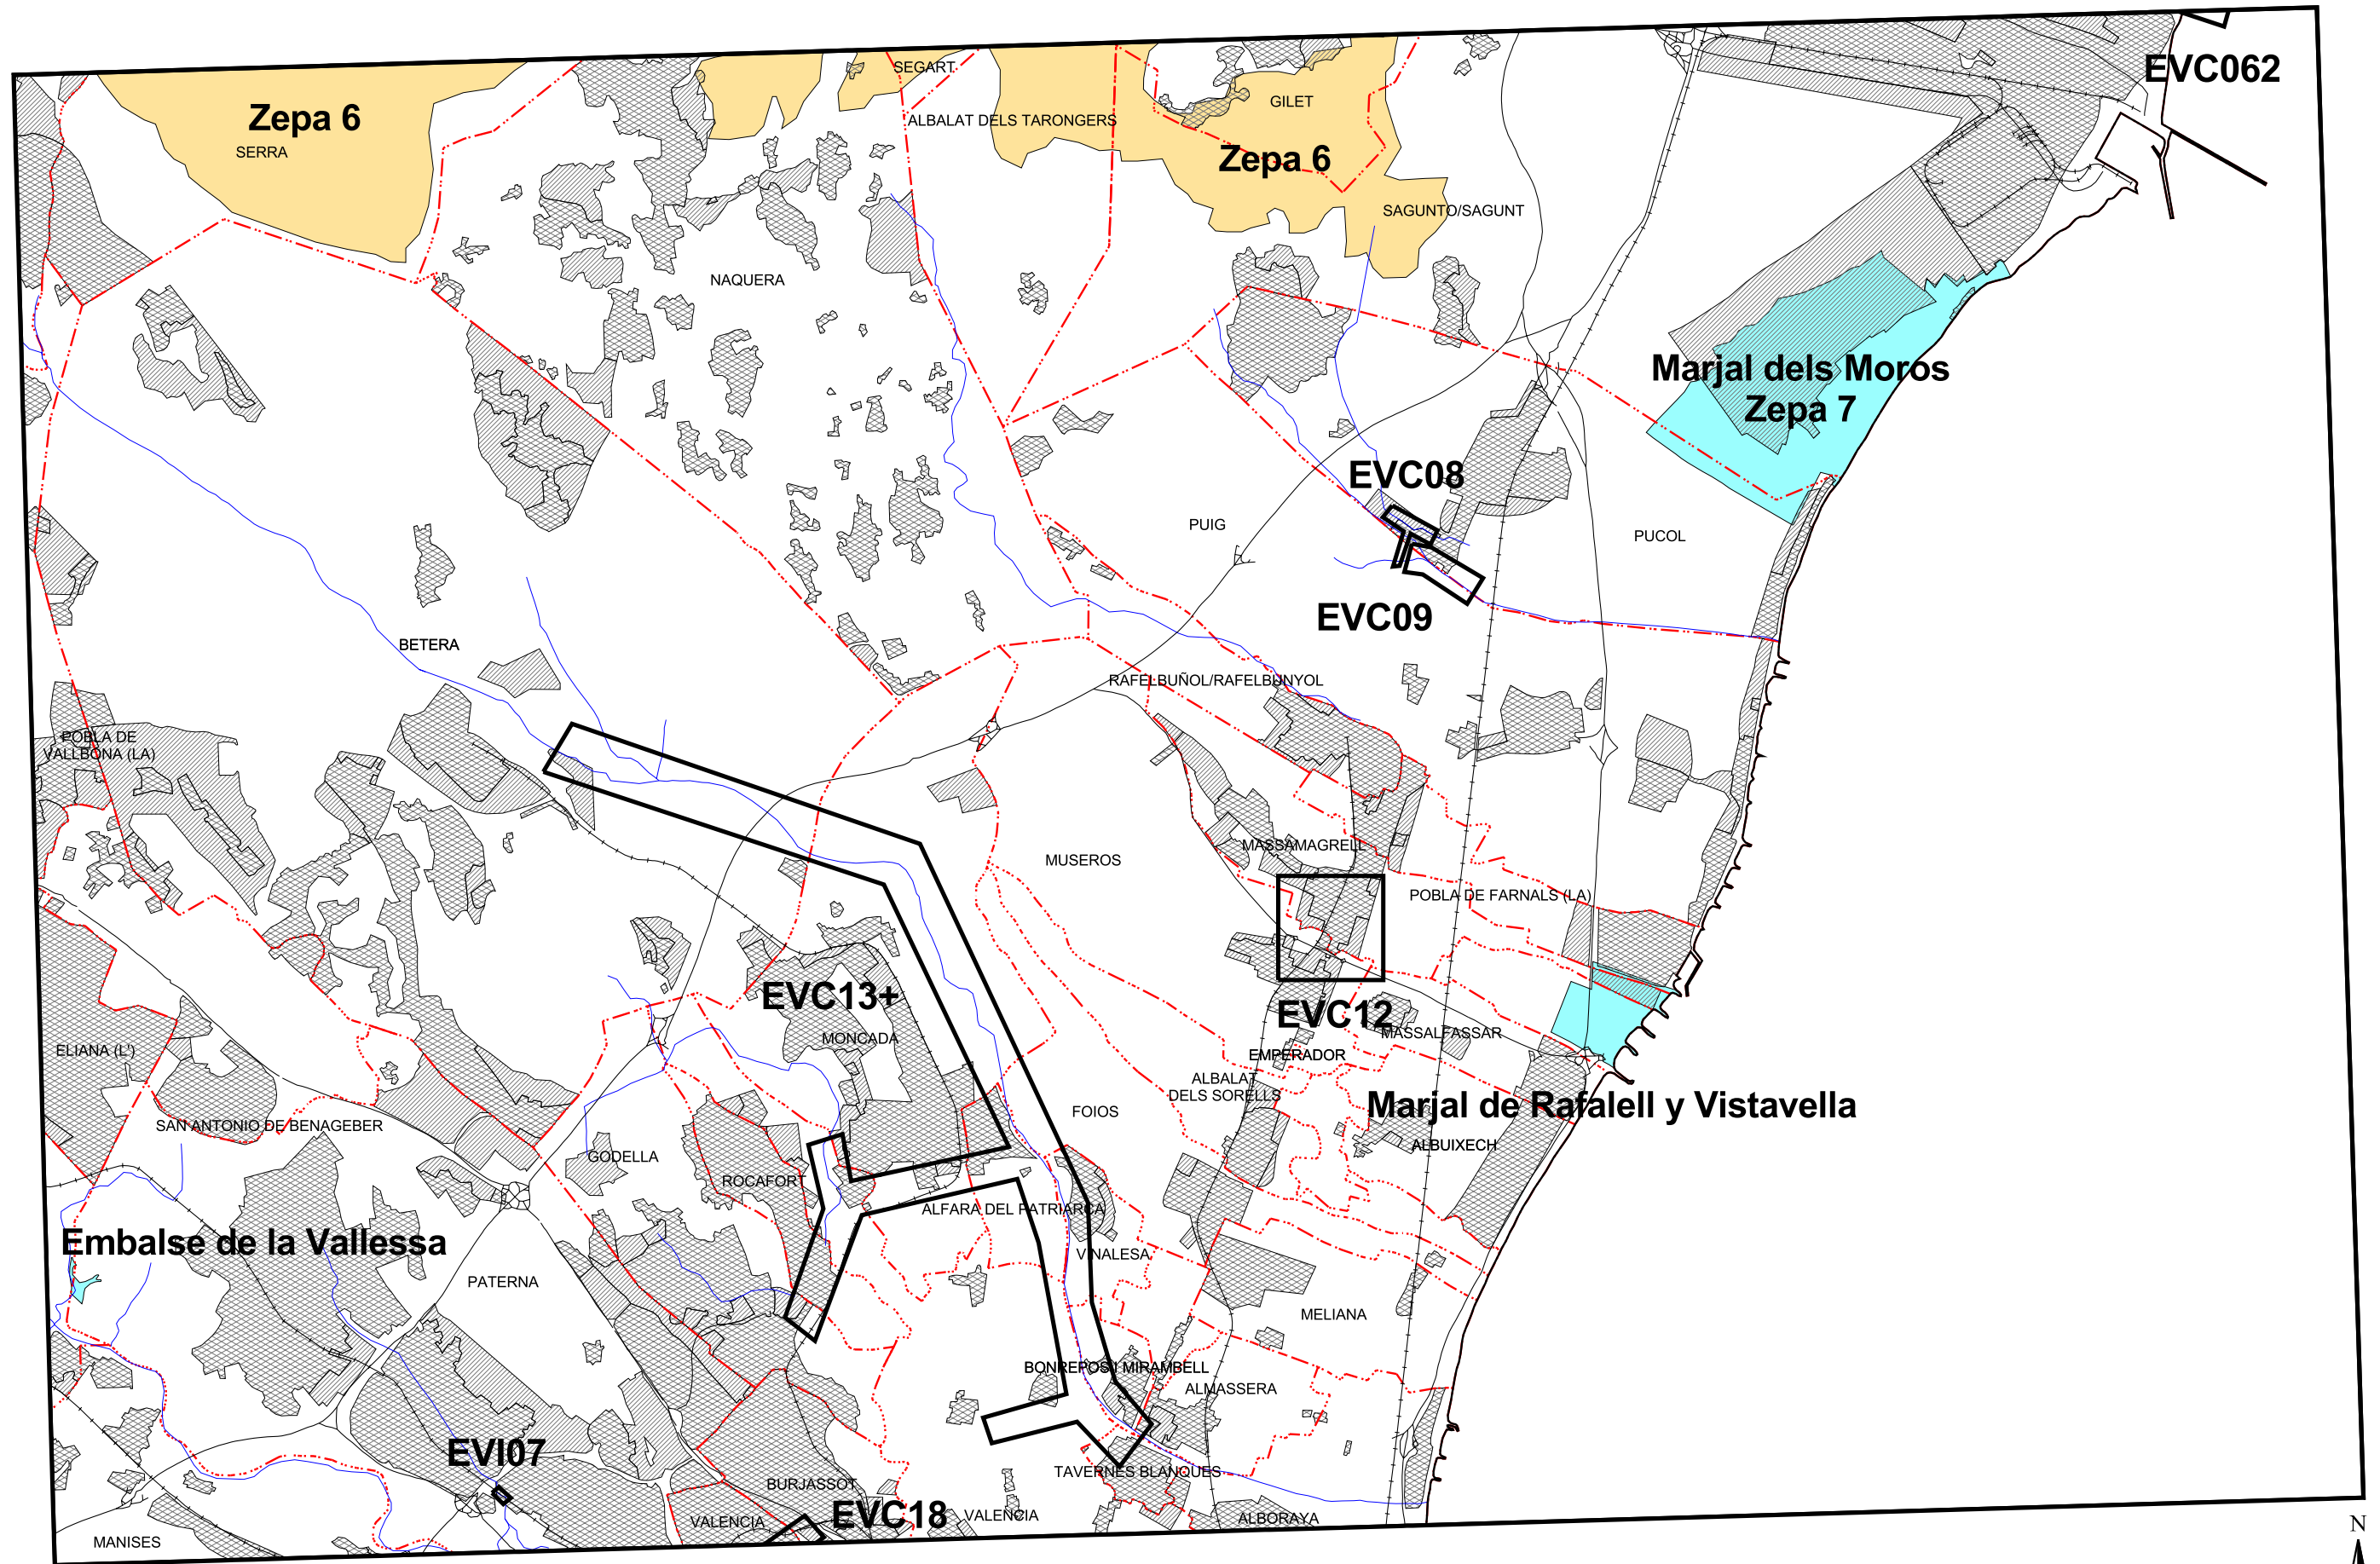 EVC062
SEGART
Zepa 6
SERRA
GILET
ALBALAT DELS TARONGERS
Zepa 6
SAGUNTO/SAGUNT
NAQUERA
Marjal dels Moros
Zepa 7
EVC08
PUIG
PUCOL
EVC09
BETERA
RAFELBUÑOL/RAFELBUNYOL
POBLA DE
VALLBONA (LA)
MASSAMAGRELL
MUSEROS
POBLA DE FARNALS (LA)
EVC13+
EVC12
MONCADA
MASSALFASSAR
ELIANA (L')
EMPERADOR
ALBALAT
DELS SORELLS
Marjal de Rafalell y Vistavella
FOIOS
SAN ANTONIO DE BENAGEBER
ALBUIXECH
GODELLA
ROCAFORT
ALFARA DEL PATRIARCA
Embalse de la Vallessa
VINALESA
PATERNA
MELIANA
BONREPOS I MIRAMBELL
ALMASSERA
EVI07
TAVERNES BLANQUES
BURJASSOT
EVC18
VALENCIA
VALENCIA
ALBORAYA
MANISES
N